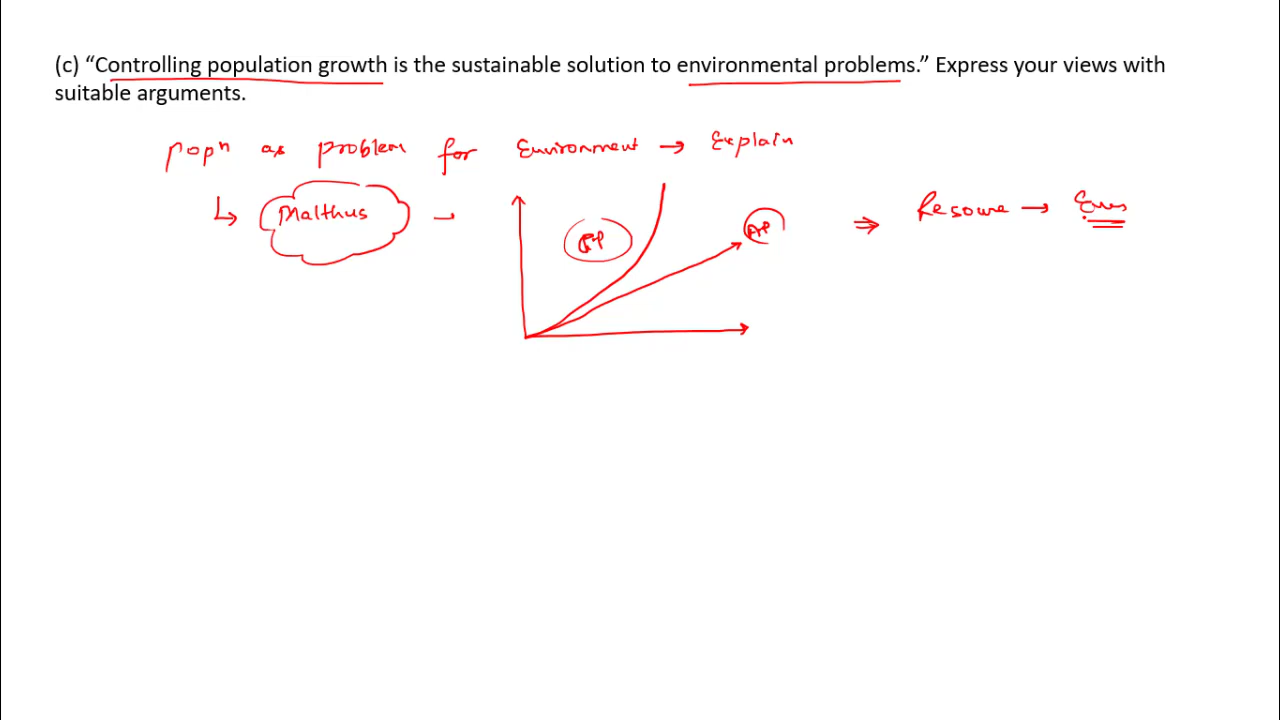 (c) “Controlling population growth is the sustainable solution to environmental problems.” Express your views with
suitable arguments.
popⁿ as problem for Environment → Explain
↳ Malthus - GP AP ⇒ Resource →